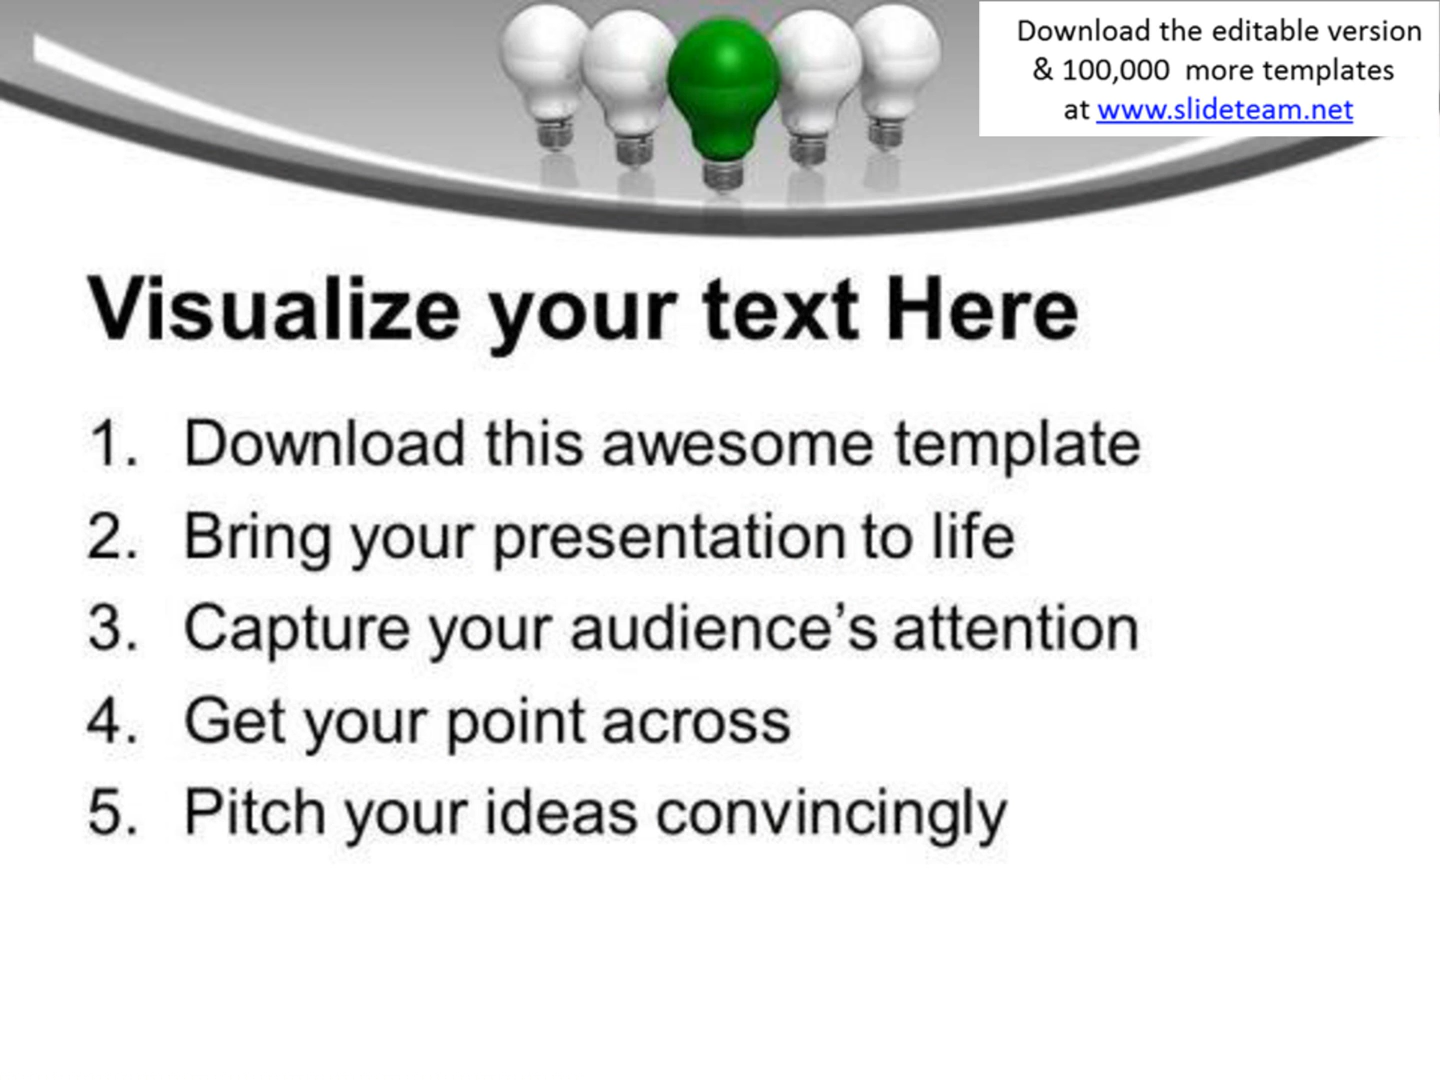 Download the editable version
& 100,000 more templates
at www.slideteam.net
Visualize your text Here
1. Download this awesome template
2. Bring your presentation to life
3. Capture your audience’s attention
4. Get your point across
5. Pitch your ideas convincingly